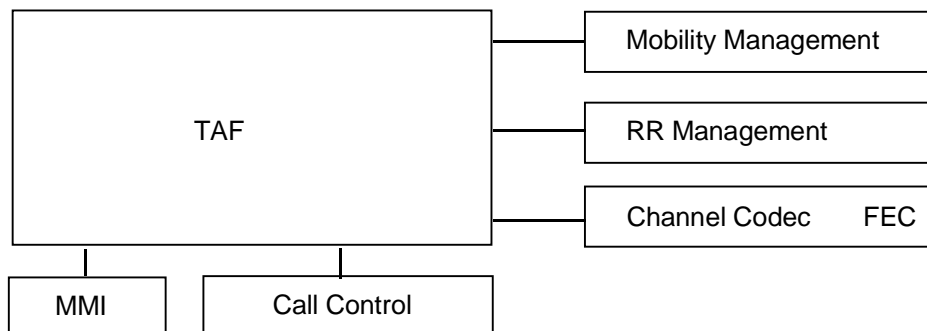 Mobility Management
TAF
RR Management
Channel Codec FEC
MMI
Call Control